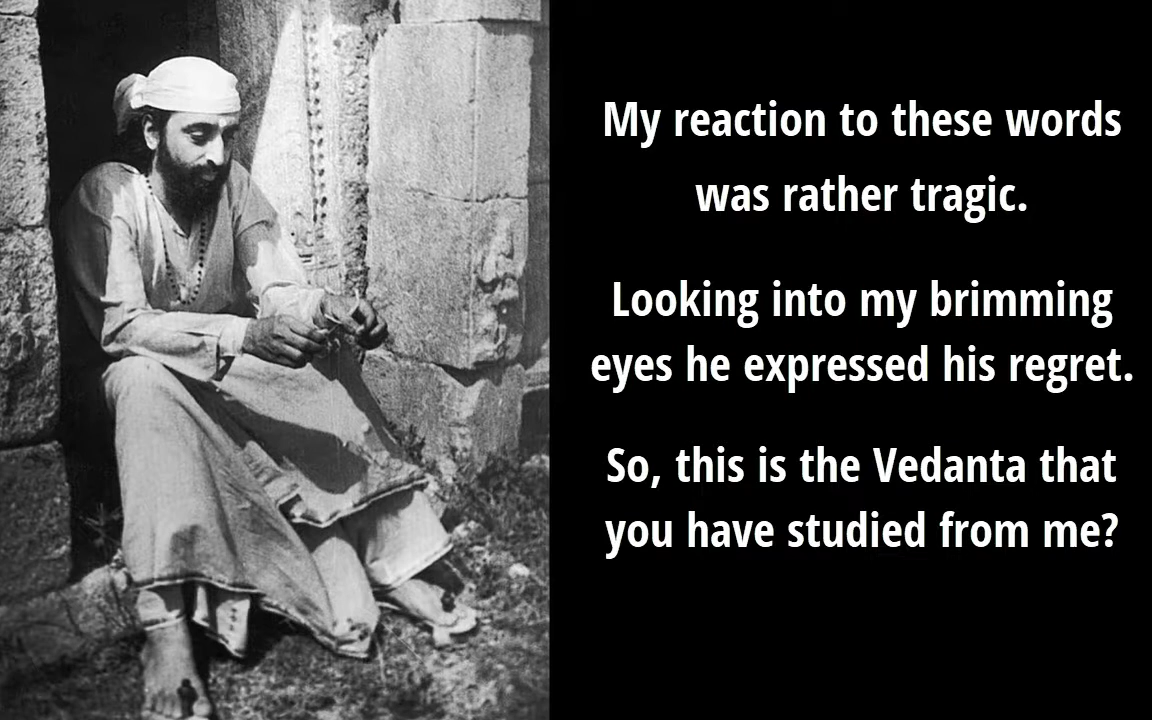 My reaction to these words
was rather tragic.
Looking into my brimming
eyes he expressed his regret.
So, this is the Vedanta that
you have studied from me?